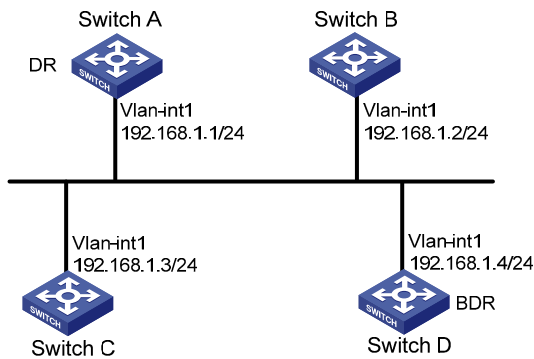 Switch A
Switch B
DR
SWITCH
SWITCH
Vlan-int1
192.168.1.1/24
Vlan-int1
192.168.1.2/24
Vlan-int1
192.168.1.3/24
Vlan-int1
192.168.1.4/24
SWITCH
SWITCH
BDR
Switch C
Switch D